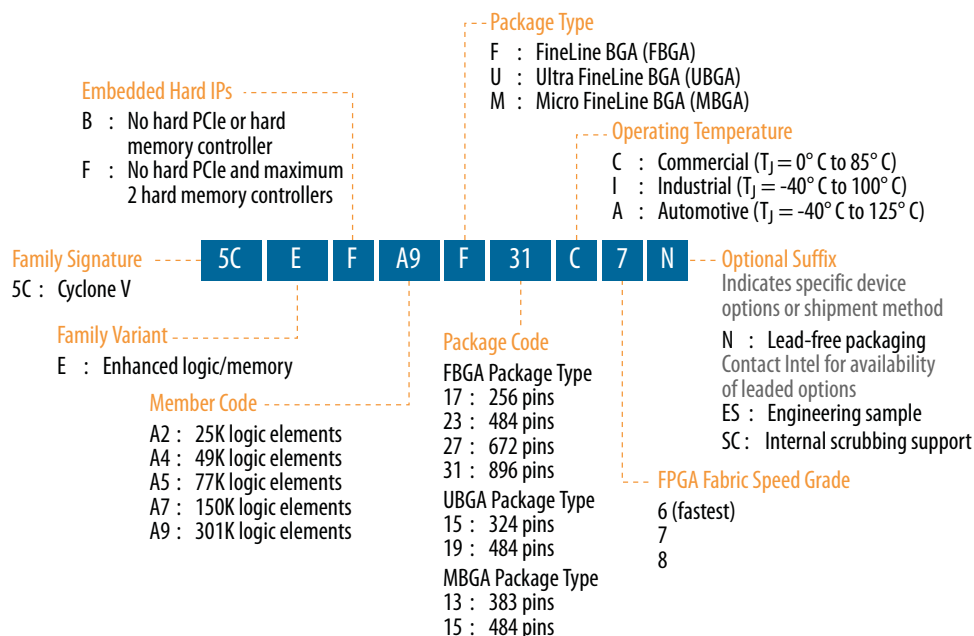 Package Type
F : FineLine BGA (FBGA)
U : Ultra FineLine BGA (UBGA)
M : Micro FineLine BGA (MBGA)
Embedded Hard IPs
B : No hard PCIe or hard
memory controller
F : No hard PCIe and maximum
2 hard memory controllers
Operating Temperature
C : Commercial (TJ = 0° C to 85° C)
I : Industrial (TJ = -40° C to 100° C)
A : Automotive (TJ = -40° C to 125° C)
Family Signature
5C : Cyclone V
5C E F A9 F 31 C 7 N
Optional Suffix
Indicates specific device
options or shipment method
N : Lead-free packaging
Contact Intel for availability
of leaded options
ES : Engineering sample
SC : Internal scrubbing support
Family Variant
E : Enhanced logic/memory
Member Code
A2 : 25K logic elements
A4 : 49K logic elements
A5 : 77K logic elements
A7 : 150K logic elements
A9 : 301K logic elements
Package Code
FBGA Package Type
17 : 256 pins
23 : 484 pins
27 : 672 pins
31 : 896 pins
UBGA Package Type
15 : 324 pins
19 : 484 pins
MBGA Package Type
13 : 383 pins
15 : 484 pins
FPGA Fabric Speed Grade
6 (fastest)
7
8